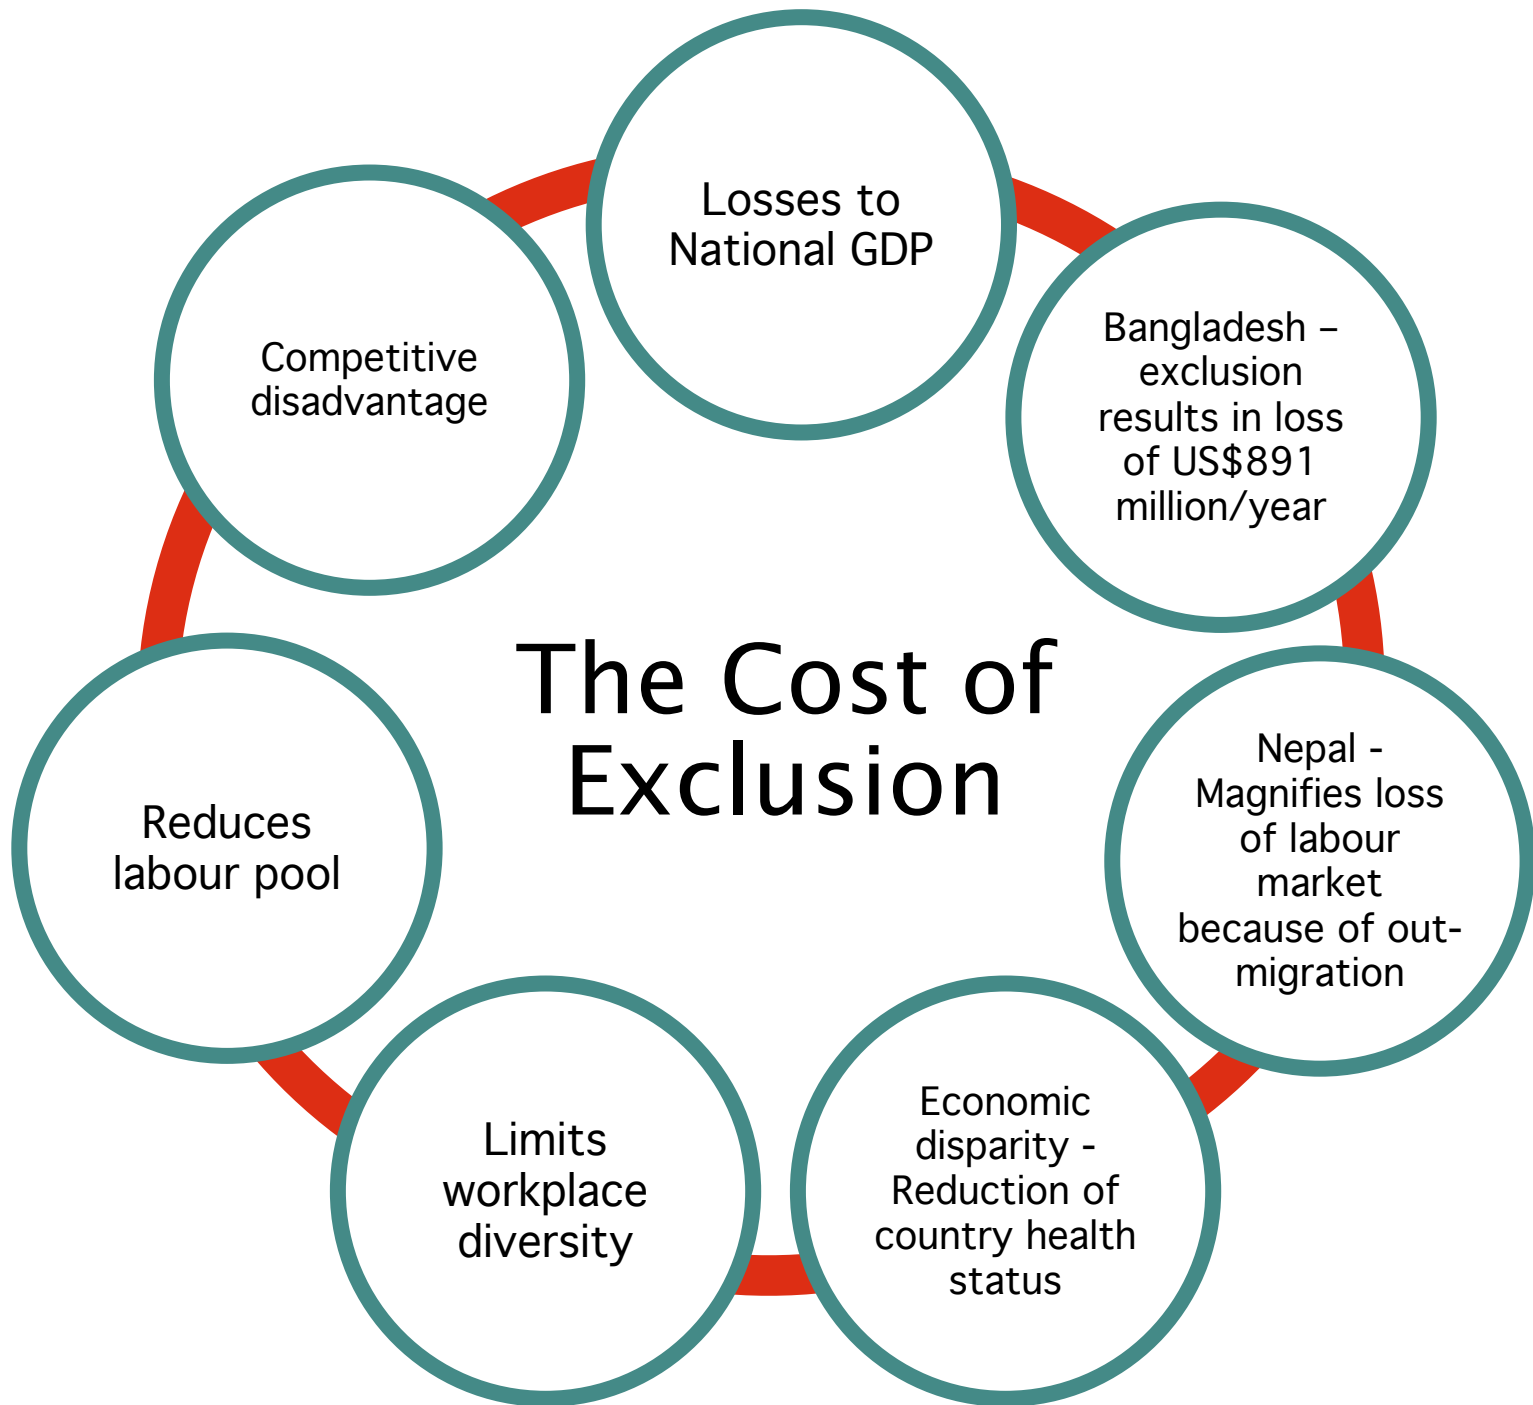 The Cost of
Exclusion
Losses to
National GDP
Bangladesh –
exclusion
results in loss
of US$891
million/year
Nepal -
Magnifies loss
of labour
market
because of out-
migration
Economic
disparity -
Reduction of
country health
status
Limits
workplace
diversity
Reduces
labour pool
Competitive
disadvantage